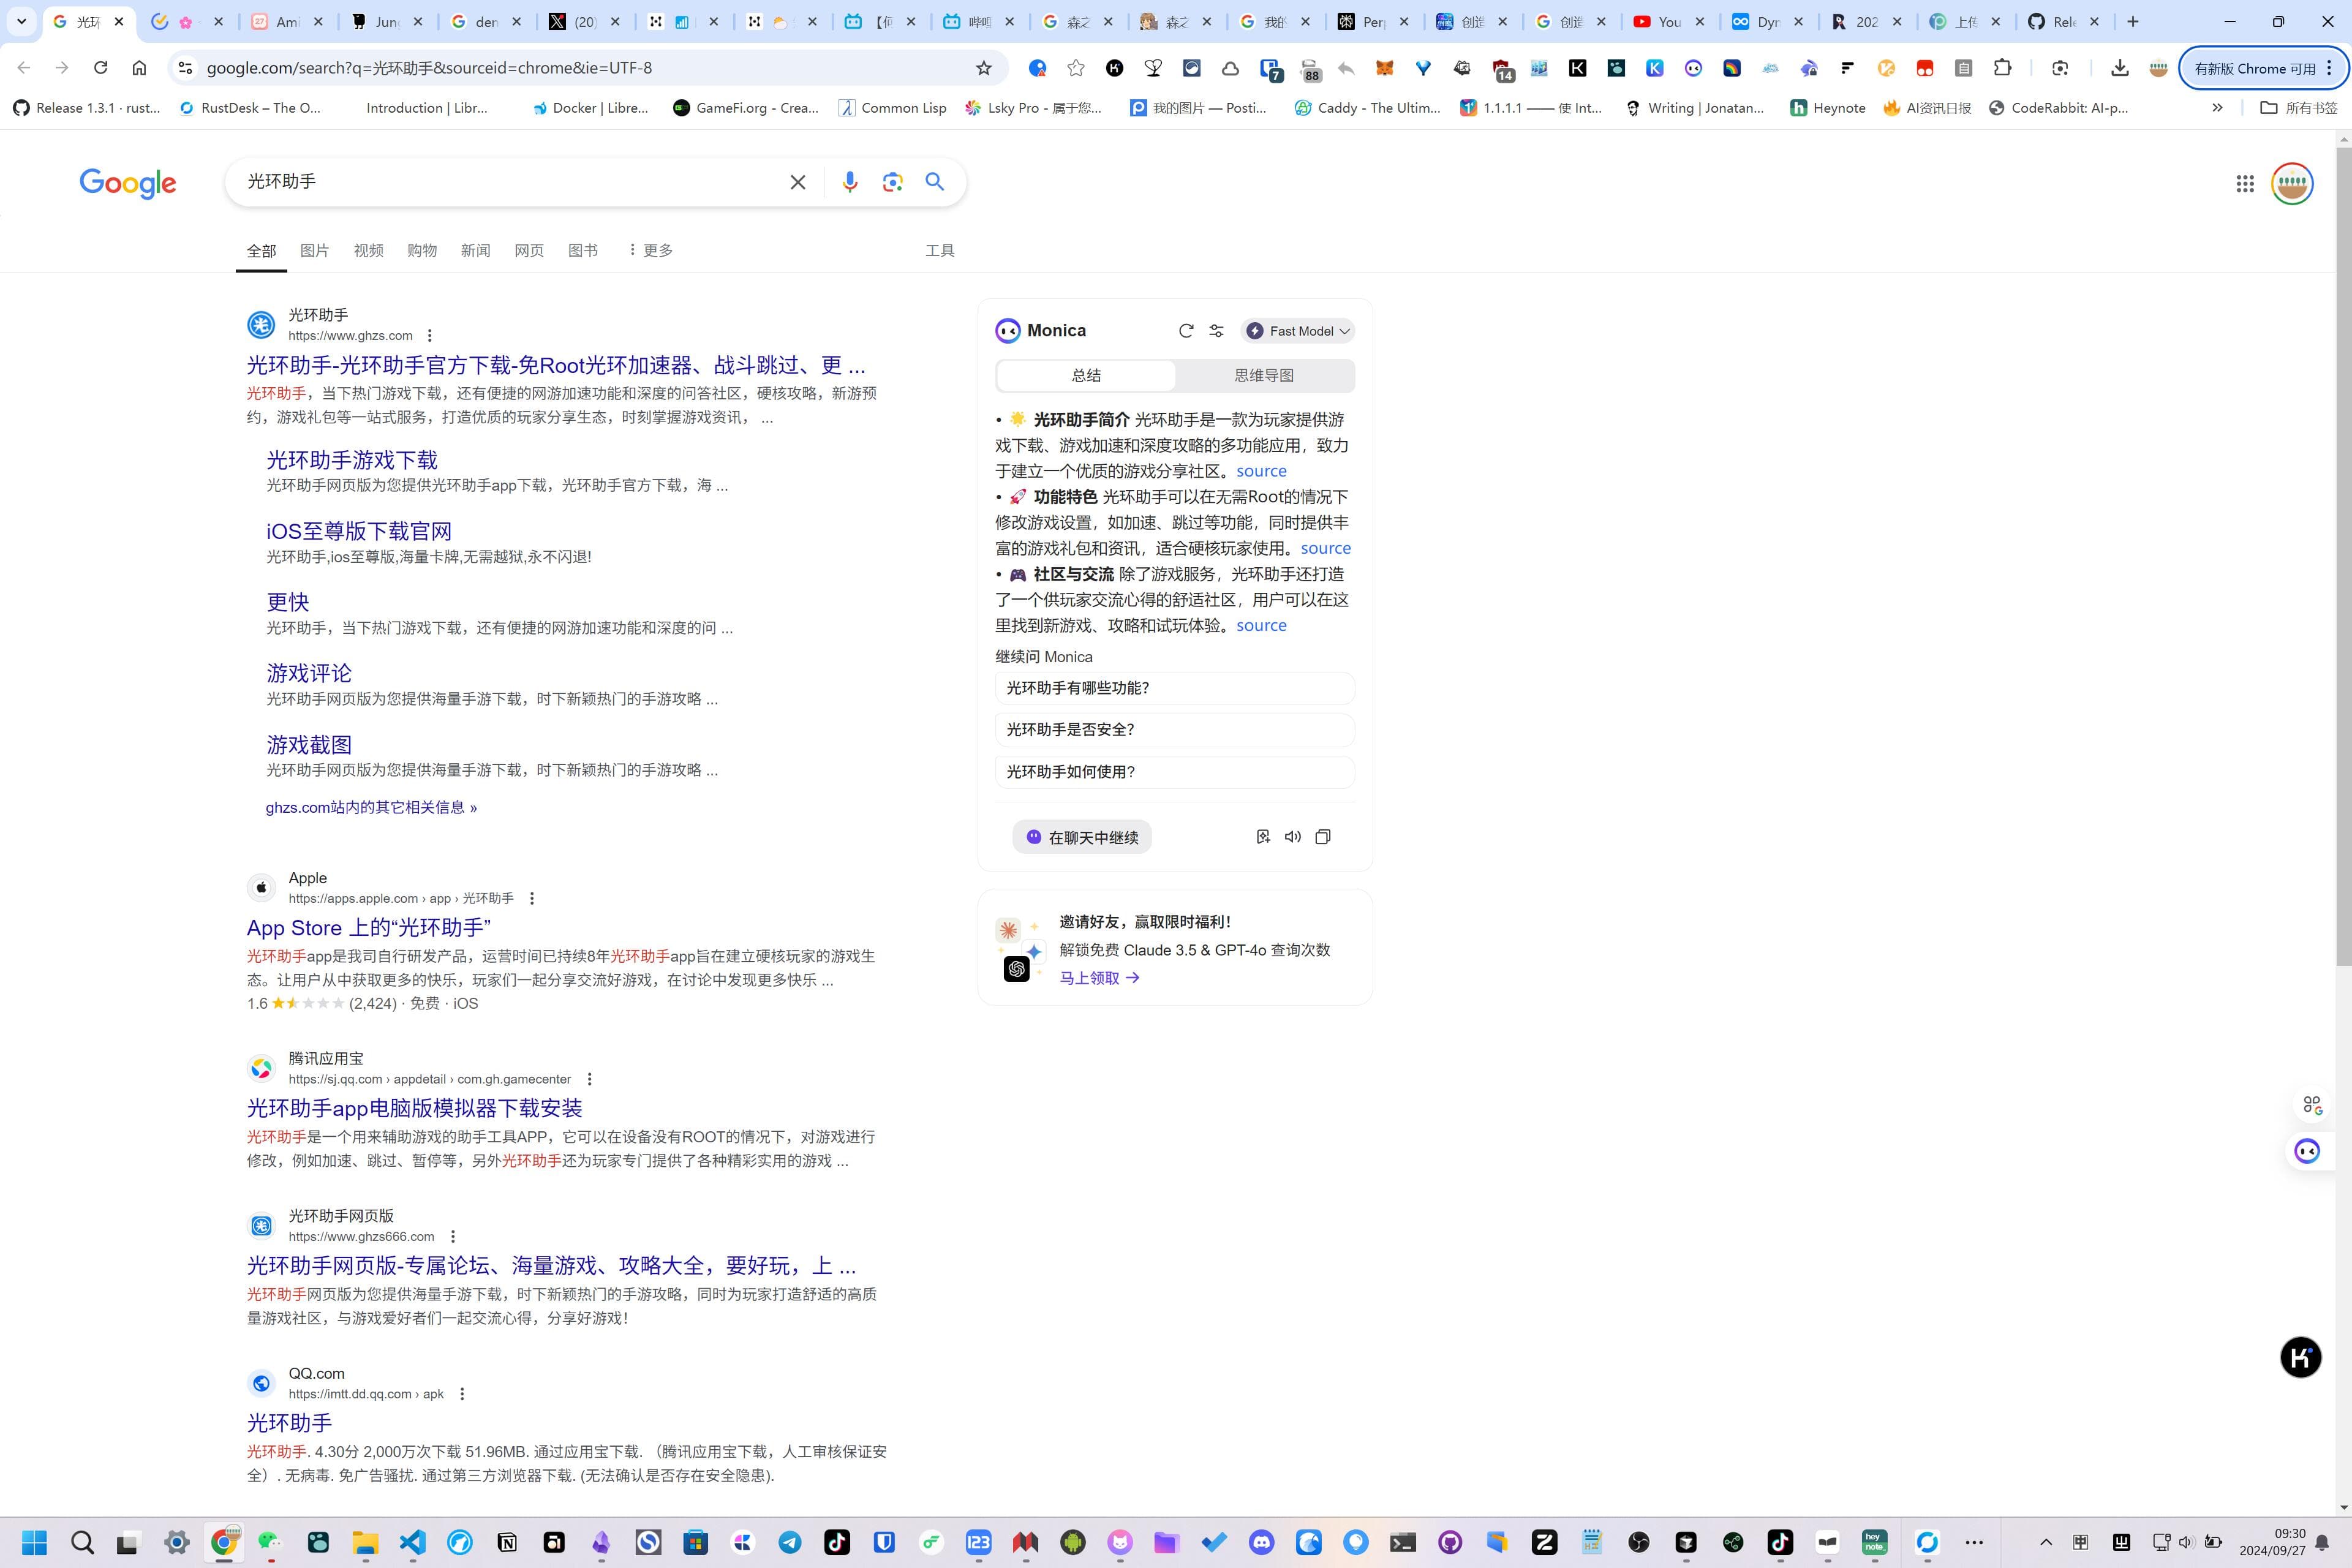 光环
Ami
Jung
den
(20)
【何
哔哩
森之
森之
我的
Per
创造
创造
You
Dyn
202
上传
Rele
google.com/search?q=光环助手&sourceid=chrome&ie=UTF-8
7
88
14
有新版 Chrome 可用
Release 1.3.1 · rust...
RustDesk – The O...
Introduction | Libr...
Docker | Libre...
GameFi.org - Crea...
Common Lisp
Lsky Pro - 属于您...
我的图片 — Posti...
Caddy - The Ultim...
1.1.1.1 —— 使 Int...
Writing | Jonatan...
Heynote
AI资讯日报
CodeRabbit: AI-p...
所有书签
Google
光环助手
全部
图片
视频
购物
新闻
网页
图书
更多
工具
光环助手
https://www.ghzs.com
光环助手-光环助手官方下载-免Root光环加速器、战斗跳过、更 ...
光环助手，当下热门游戏下载，还有便捷的网游加速功能和深度的问答社区，硬核攻略，新游预
约，游戏礼包等一站式服务，打造优质的玩家分享生态，时刻掌握游戏资讯， ...
光环助手游戏下载
光环助手网页版为您提供光环助手app下载，光环助手官方下载，海 ...
iOS至尊版下载官网
光环助手,ios至尊版,海量卡牌,无需越狱,永不闪退!
更快
光环助手，当下热门游戏下载，还有便捷的网游加速功能和深度的问 ...
游戏评论
光环助手网页版为您提供海量手游下载，时下新颖热门的手游攻略 ...
游戏截图
光环助手网页版为您提供海量手游下载，时下新颖热门的手游攻略 ...
ghzs.com站内的其它相关信息 »
Apple
https://apps.apple.com › app › 光环助手
App Store 上的“光环助手”
光环助手app是我司自行研发产品，运营时间已持续8年光环助手app旨在建立硬核玩家的游戏生
态。让用户从中获取更多的快乐，玩家们一起分享交流好游戏，在讨论中发现更多快乐 ...
1.6 (2,424) · 免费 · iOS
腾讯应用宝
https://sj.qq.com › appdetail › com.gh.gamecenter
光环助手app电脑版模拟器下载安装
光环助手是一个用来辅助游戏的助手工具APP，它可以在设备没有ROOT的情况下，对游戏进行
修改，例如加速、跳过、暂停等，另外光环助手还为玩家专门提供了各种精彩实用的游戏 ...
光环助手网页版
https://www.ghzs666.com
光环助手网页版-专属论坛、海量游戏、攻略大全，要好玩，上 ...
光环助手网页版为您提供海量手游下载，时下新颖热门的手游攻略，同时为玩家打造舒适的高质
量游戏社区，与游戏爱好者们一起交流心得，分享好游戏！
QQ.com
https://imtt.dd.qq.com › apk
光环助手
光环助手. 4.30分 2,000万次下载 51.96MB. 通过应用宝下载. （腾讯应用宝下载，人工审核保证安
全）. 无病毒. 免广告骚扰. 通过第三方浏览器下载. (无法确认是否存在安全隐患).
Monica
Fast Model
总结
思维导图
• 光环助手简介 光环助手是一款为玩家提供游
戏下载、游戏加速和深度攻略的多功能应用，致力
于建立一个优质的游戏分享社区。source
• 功能特色 光环助手可以在无需Root的情况下
修改游戏设置，如加速、跳过等功能，同时提供丰
富的游戏礼包和资讯，适合硬核玩家使用。source
• 社区与交流 除了游戏服务，光环助手还打造
了一个供玩家交流心得的舒适社区，用户可以在这
里找到新游戏、攻略和试玩体验。source
继续问 Monica
光环助手有哪些功能?
光环助手是否安全?
光环助手如何使用?
在聊天中继续
邀请好友，赢取限时福利！
解锁免费 Claude 3.5 & GPT-4o 查询次数
马上领取 →
09:30
2024/09/27